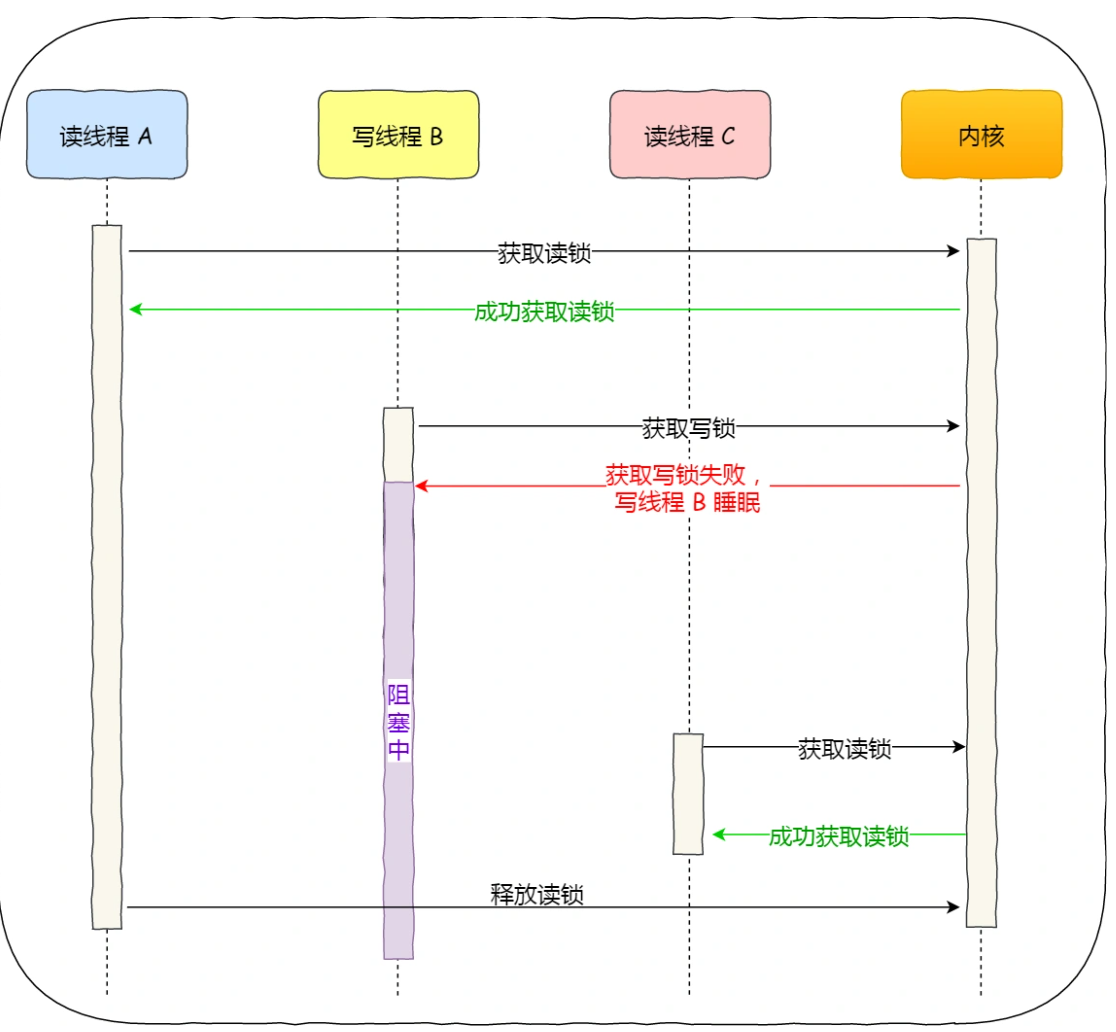 读线程 A
写线程 B
读线程 C
内核
获取读锁
成功获取读锁
获取写锁
获取写锁失败，
写线程 B 睡眠
阻
塞
中
获取读锁
成功获取读锁
释放读锁